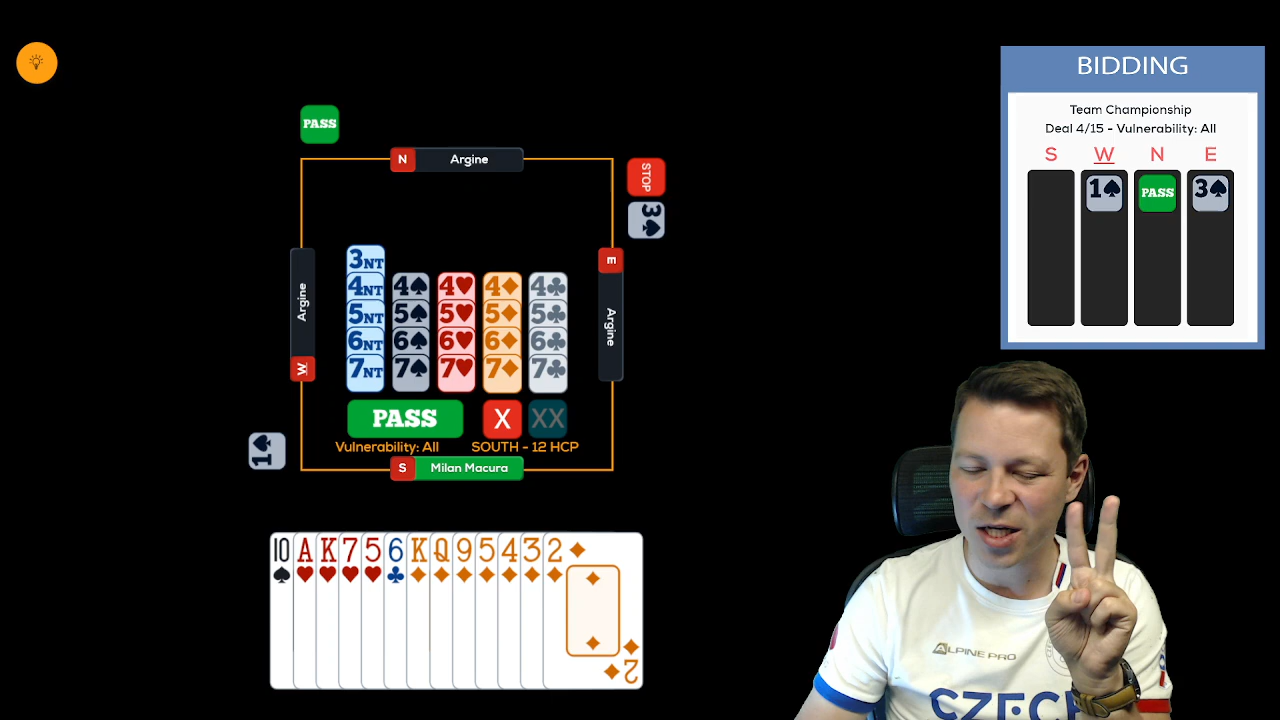 BIDDING
Team Championship
Deal 4/15 - Vulnerability: All
S W N E
1♠ PASS 3♠
PASS
N Argine
STOP
3♠
E
Argine
Argine
W
1♠
3NT
4NT 4♠ 4♥ 4♦ 4♣
5NT 5♠ 5♥ 5♦ 5♣
6NT 6♠ 6♥ 6♦ 6♣
7NT 7♠ 7♥ 7♦ 7♣
PASS X XX
Vulnerability: All SOUTH - 12 HCP
S Milan Macura
10 A K 7 5 6 K Q 9 5 4 3 2
2
ALPINE PRO
CZECH